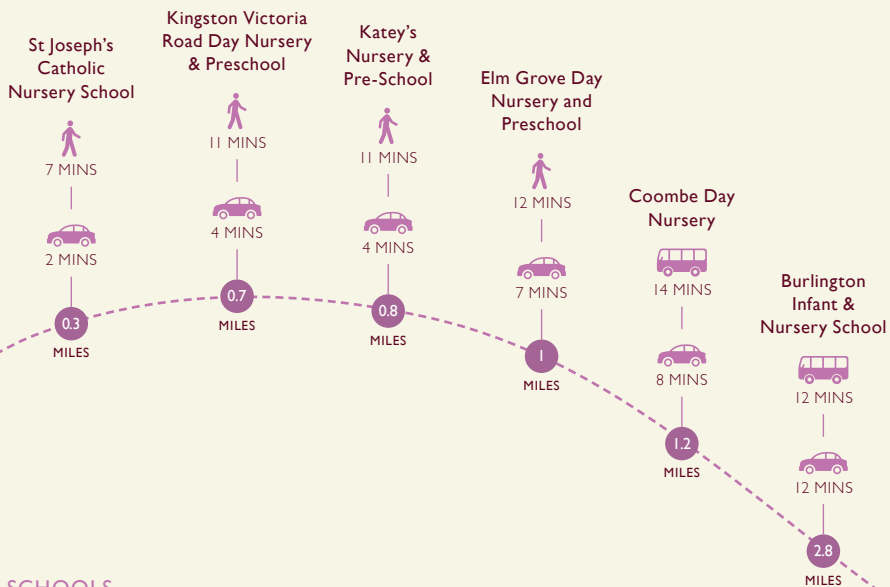 St Joseph's
Catholic
Nursery School
7 MINS
2 MINS
0.3
MILES
Kingston Victoria
Road Day Nursery
& Preschool
11 MINS
4 MINS
0.7
MILES
Katey's
Nursery &
Pre-School
11 MINS
4 MINS
0.8
MILES
Elm Grove Day
Nursery and
Preschool
12 MINS
7 MINS
1
MILES
Coombe Day
Nursery
14 MINS
8 MINS
1.2
MILES
Burlington
Infant &
Nursery School
12 MINS
12 MINS
2.8
MILES
SCHOOLS